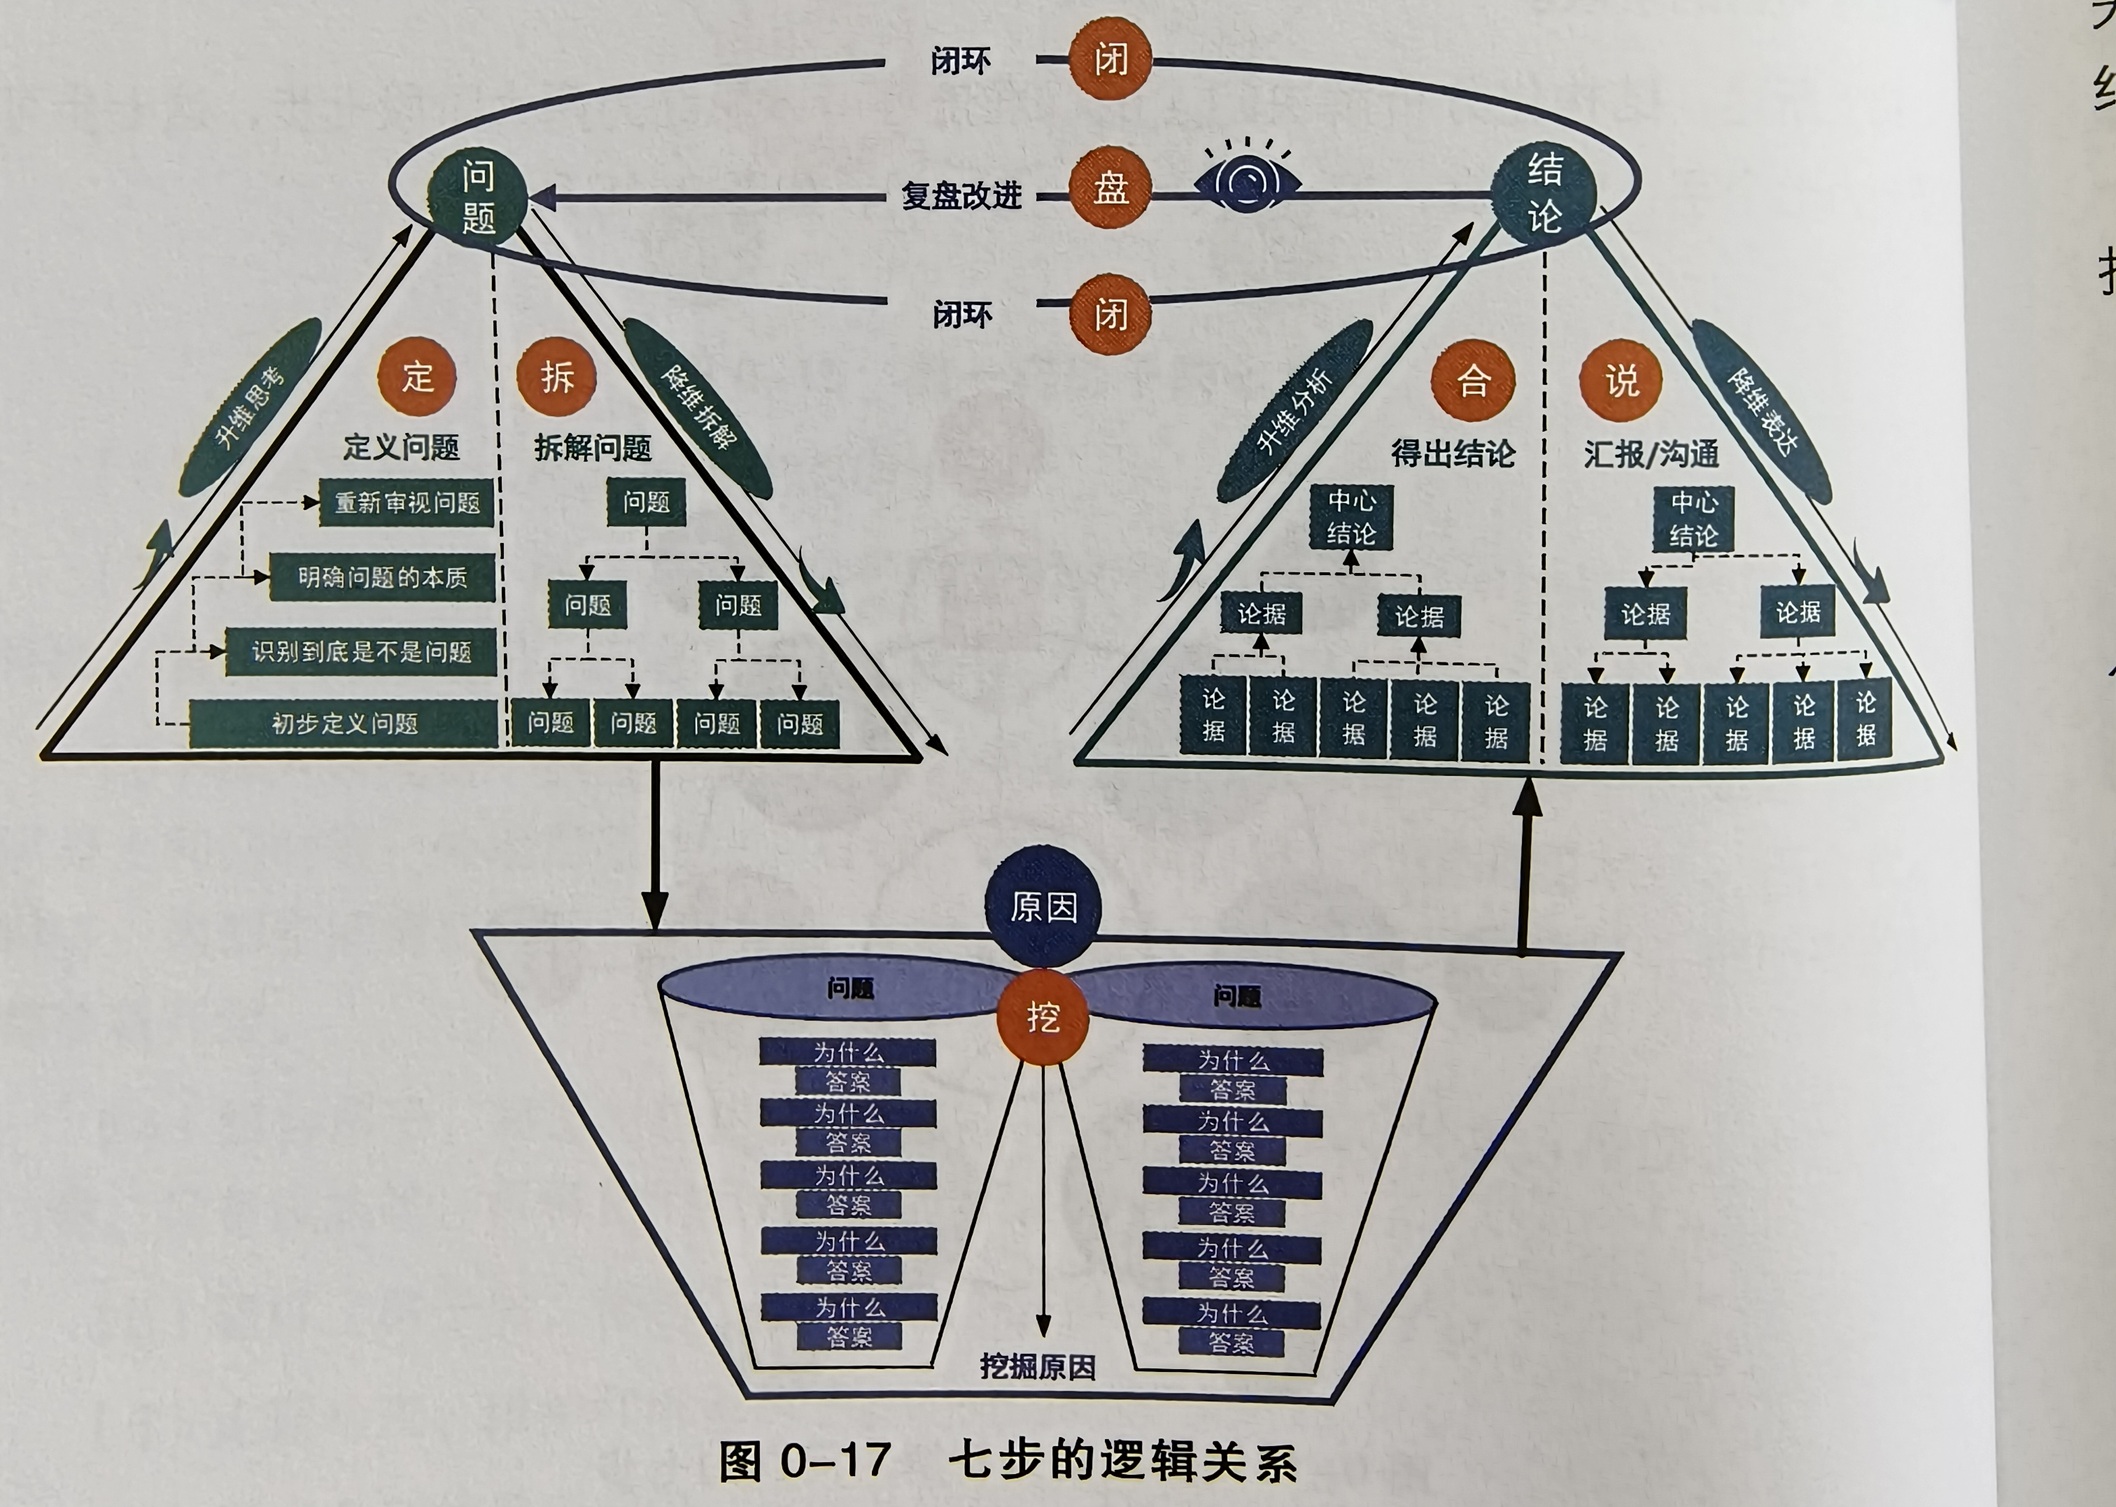 闭环 闭
问题
复盘改进 盘
结论
闭环 闭
升维思考
定
拆
降维拆解
定义问题
拆解问题
重新审视问题
明确问题的本质
识别到底是不是问题
初步定义问题
问题
问题 问题
问题 问题 问题 问题
升维分析
合
说
降维表达
得出结论
汇报/沟通
中心
结论
论据 论据
论据 论据 论据 论据 论据
中心
结论
论据 论据
论据 论据 论据 论据 论据
原因
挖
问题
为什么
答案
为什么
答案
为什么
答案
为什么
答案
为什么
答案
问题
为什么
答案
为什么
答案
为什么
答案
为什么
答案
为什么
答案
挖掘原因
图 0-17 七步的逻辑关系